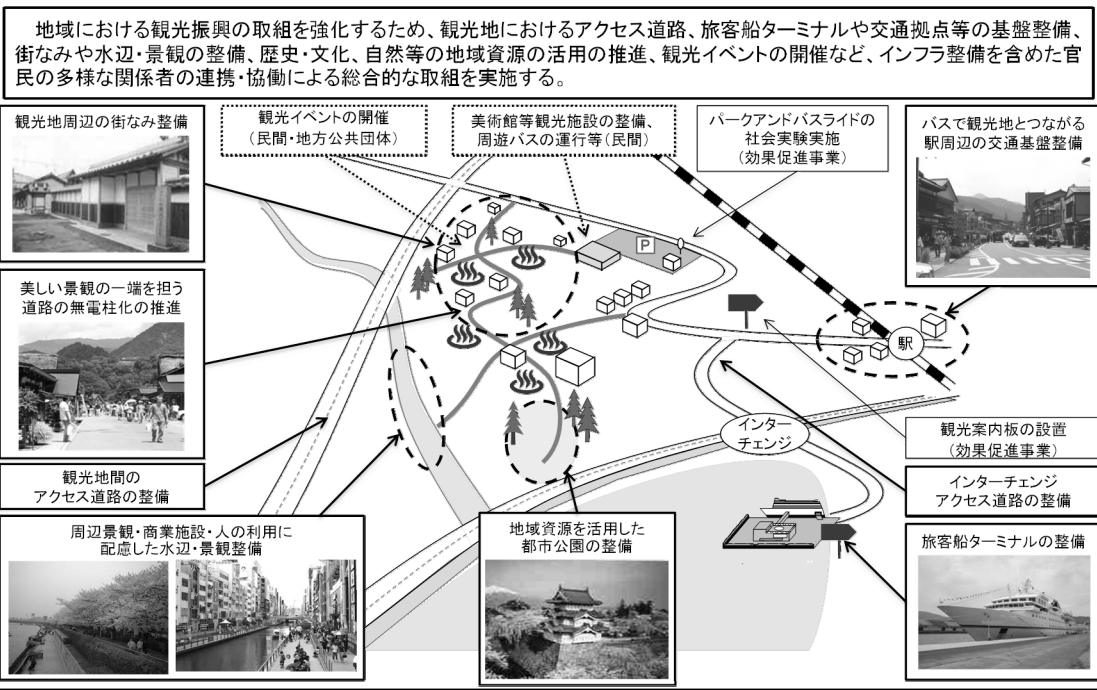 地域における観光振興の取組を強化するため、観光地におけるアクセス道路、旅客船ターミナルや交通拠点等の基盤整備、
街なみや水辺・景観の整備、歴史・文化、自然等の地域資源の活用の推進、観光イベントの開催など、インフラ整備を含めた官
民の多様な関係者の連携・協働による総合的な取組を実施する。
観光地周辺の街なみ整備
観光イベントの開催
（民間・地方公共団体）
美術館等観光施設の整備、
周遊バスの運行等（民間）
パークアンドバスライドの
社会実験実施
（効果促進事業）
バスで観光地とつながる
駅周辺の交通基盤整備
P
美しい景観の一端を担う
道路の無電柱化の推進
駅
インター
チェンジ
観光案内板の設置
（効果促進事業）
観光地間の
アクセス道路の整備
インターチェンジ
アクセス道路の整備
周辺景観・商業施設・人の利用に
配慮した水辺・景観整備
地域資源を活用した
都市公園の整備
旅客船ターミナルの整備